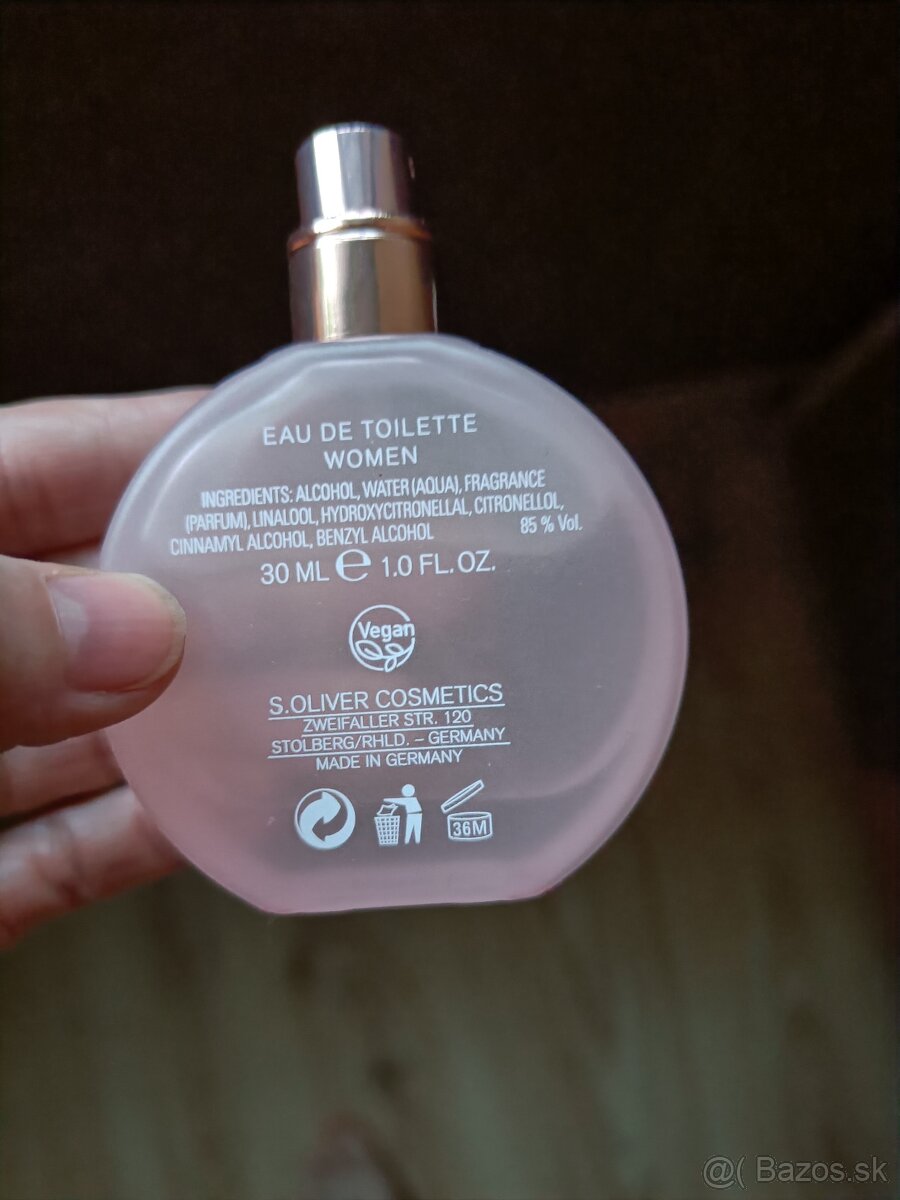 EAU DE TOILETTE
WOMEN
INGREDIENTS: ALCOHOL, WATER (AQUA), FRAGRANCE
(PARFUM), LINALOOL, HYDROXYCITRONELLAL, CITRONELLOL,
CINNAMYL ALCOHOL, BENZYL ALCOHOL 85 % Vol.
30 ML e 1.0 FL. OZ.
Vegan
S.OLIVER COSMETICS
ZWEIFALLER STR. 120
STOLBERG/RHLD. – GERMANY
MADE IN GERMANY
36M
@( Bazos.sk